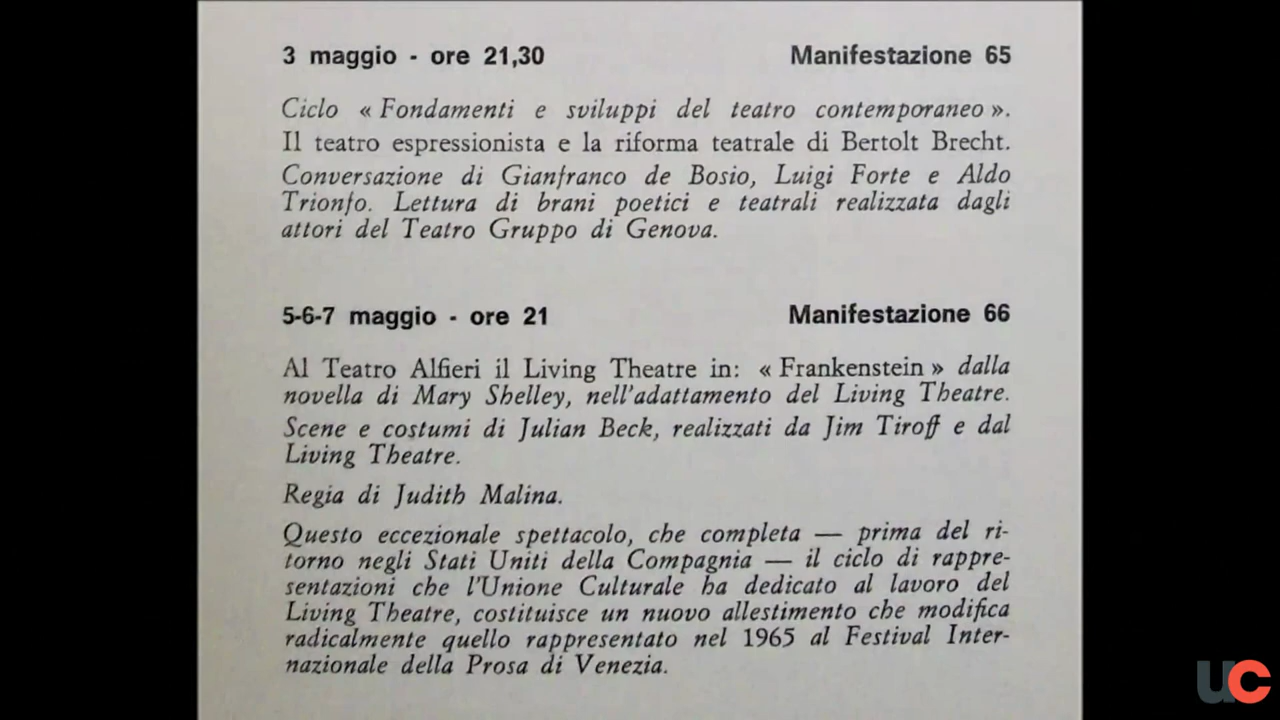 3 maggio - ore 21,30 Manifestazione 65
Ciclo « Fondamenti e sviluppi del teatro contemporaneo ».
Il teatro espressionista e la riforma teatrale di Bertolt Brecht.
Conversazione di Gianfranco de Bosio, Luigi Forte e Aldo
Trionfo. Lettura di brani poetici e teatrali realizzata dagli
attori del Teatro Gruppo di Genova.
5-6-7 maggio - ore 21 Manifestazione 66
Al Teatro Alfieri il Living Theatre in: « Frankenstein » dalla
novella di Mary Shelley, nell'adattamento del Living Theatre.
Scene e costumi di Julian Beck, realizzati da Jim Tiroff e dal
Living Theatre.
Regia di Judith Malina.
Questo eccezionale spettacolo, che completa — prima del ri-
torno negli Stati Uniti della Compagnia — il ciclo di rappre-
sentazioni che l'Unione Culturale ha dedicato al lavoro del
Living Theatre, costituisce un nuovo allestimento che modifica
radicalmente quello rappresentato nel 1965 al Festival Inter-
nazionale della Prosa di Venezia.
uc